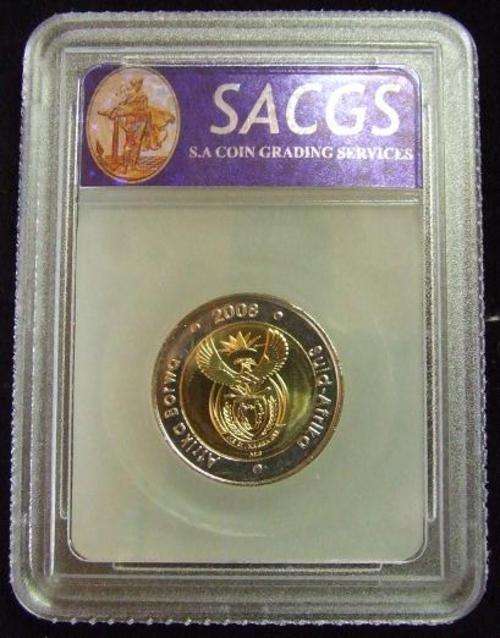 SACGS
S.A COIN GRADING SERVICES
Afrika Borwa • 2008 • Suid-Afrika •